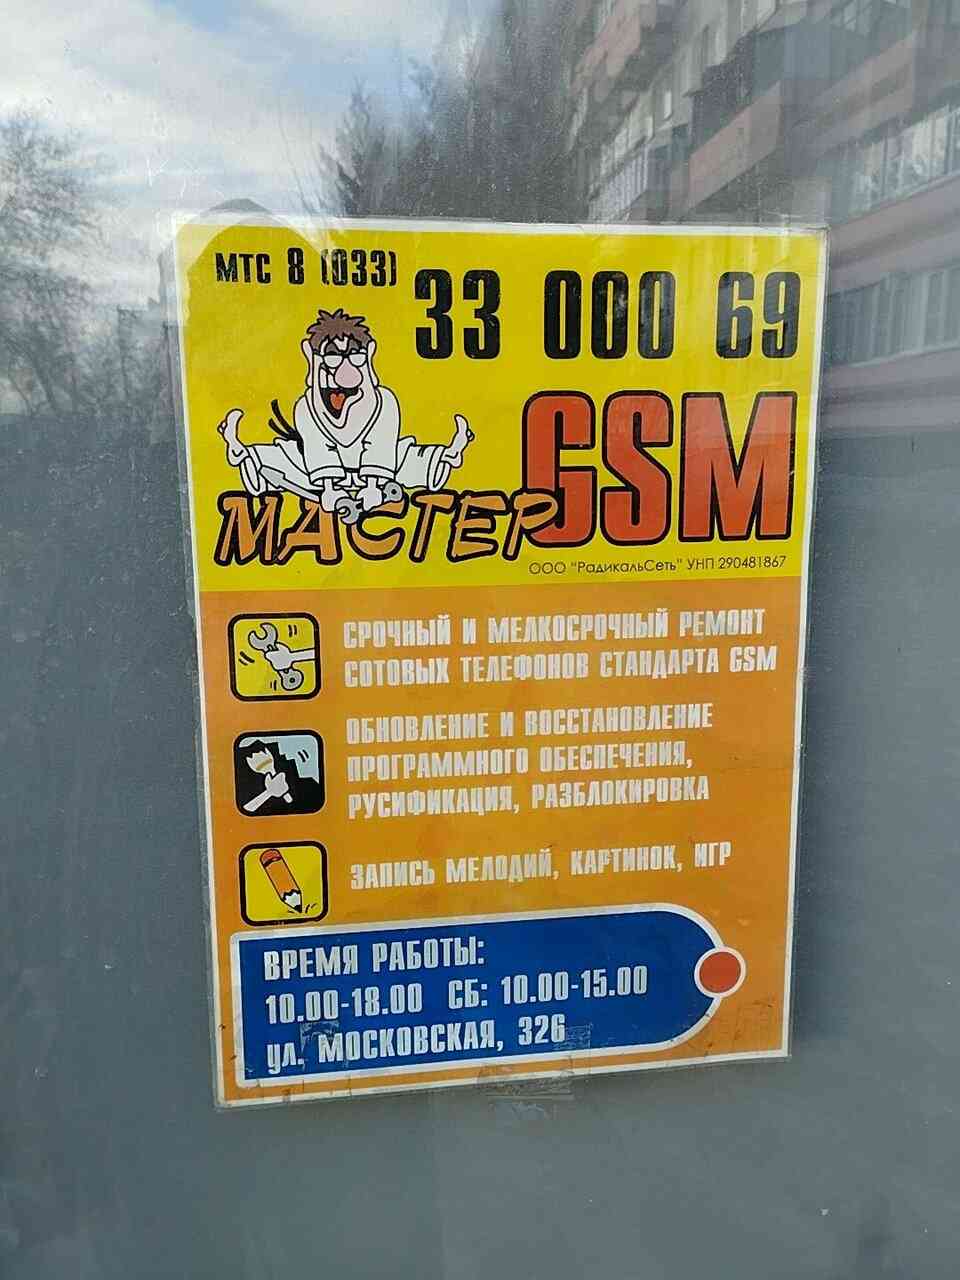 МТС 8 (033) 33 000 69
МАСТЕР GSM
ООО "РадикальСеть" УНП 290481867
СРОЧНЫЙ И МЕЛКОСРОЧНЫЙ РЕМОНТ
СОТОВЫХ ТЕЛЕФОНОВ СТАНДАРТА GSM
ОБНОВЛЕНИЕ И ВОССТАНОВЛЕНИЕ
ПРОГРАММНОГО ОБЕСПЕЧЕНИЯ,
РУСИФИКАЦИЯ, РАЗБЛОКИРОВКА
ЗАПИСЬ МЕЛОДИЙ, КАРТИНОК, ИГР
ВРЕМЯ РАБОТЫ:
10.00-18.00 СБ: 10.00-15.00
ул. МОСКОВСКАЯ, 326